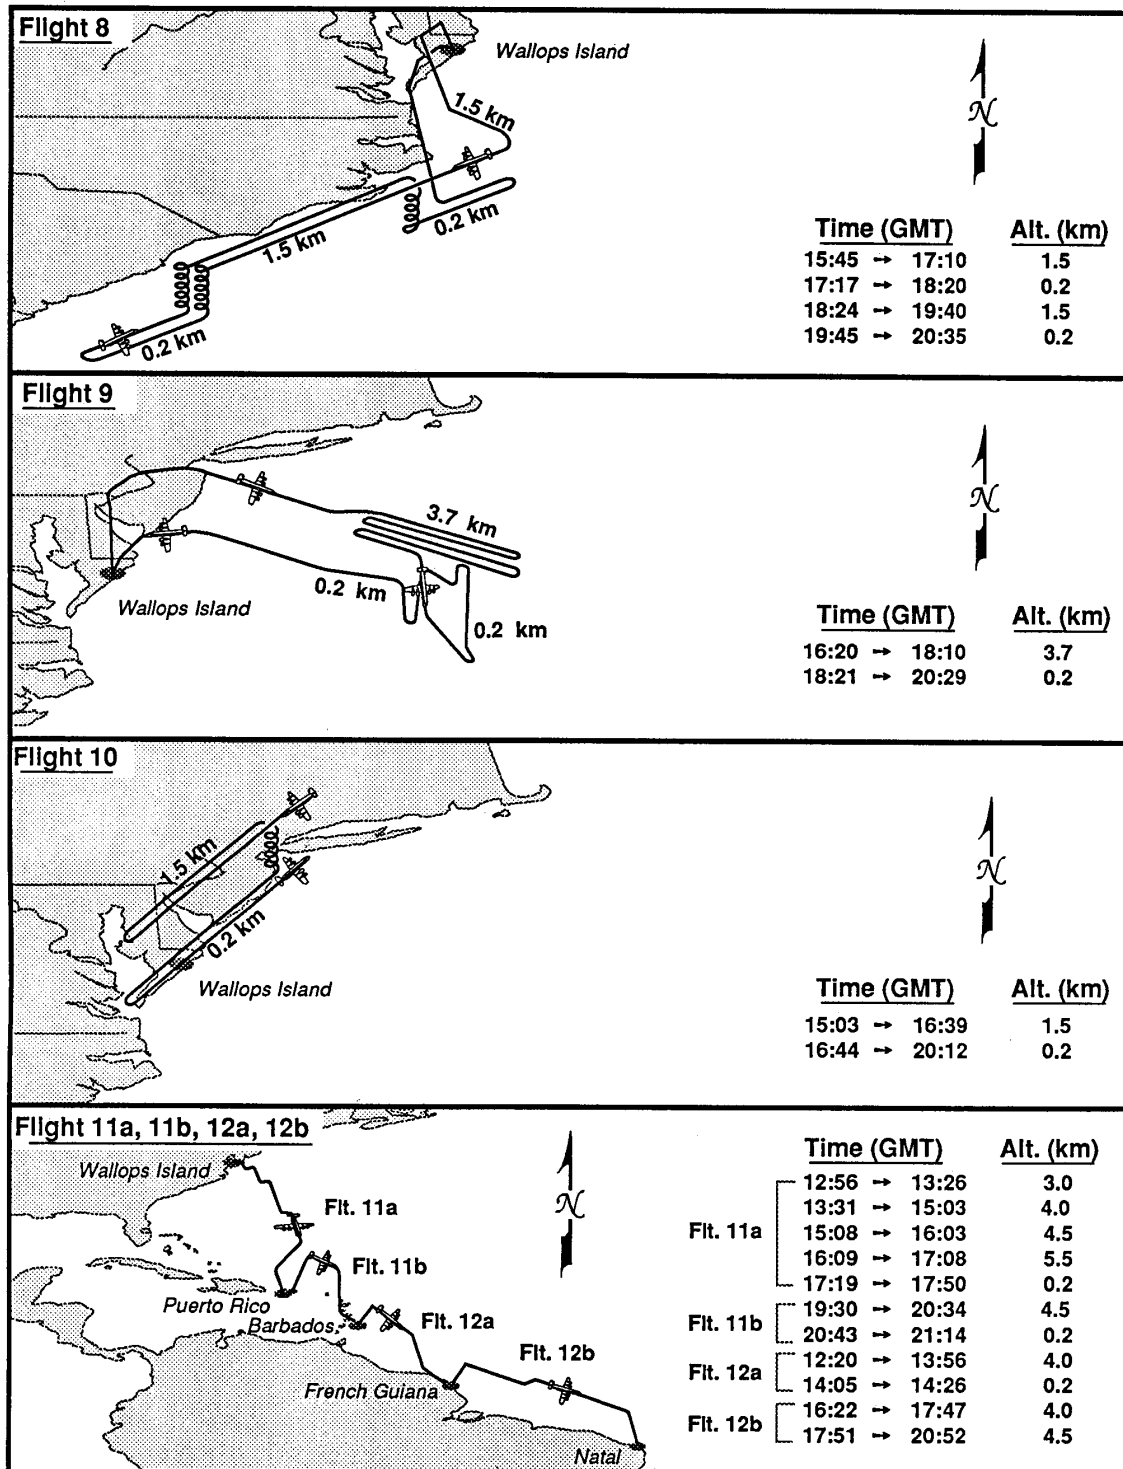 Flight 8
Wallops Island
1.5 km
N
0.2 km
1.5 km
0.2 km
Time (GMT) Alt. (km)
15:45 → 17:10 1.5
17:17 → 18:20 0.2
18:24 → 19:40 1.5
19:45 → 20:35 0.2
Flight 9
N
3.7 km
0.2 km
Wallops Island
0.2 km
Time (GMT) Alt. (km)
16:20 → 18:10 3.7
18:21 → 20:29 0.2
Flight 10
1.5 km
N
0.2 km
Wallops Island
Time (GMT) Alt. (km)
15:03 → 16:39 1.5
16:44 → 20:12 0.2
Flight 11a, 11b, 12a, 12b
Wallops Island
Flt. 11a
N
Flt. 11b
Puerto Rico
Barbados
Flt. 12a
Flt. 12b
French Guiana
Natal
Time (GMT) Alt. (km)
Flt. 11a
12:56 → 13:26 3.0
13:31 → 15:03 4.0
15:08 → 16:03 4.5
16:09 → 17:08 5.5
17:19 → 17:50 0.2
Flt. 11b
19:30 → 20:34 4.5
20:43 → 21:14 0.2
Flt. 12a
12:20 → 13:56 4.0
14:05 → 14:26 0.2
Flt. 12b
16:22 → 17:47 4.0
17:51 → 20:52 4.5